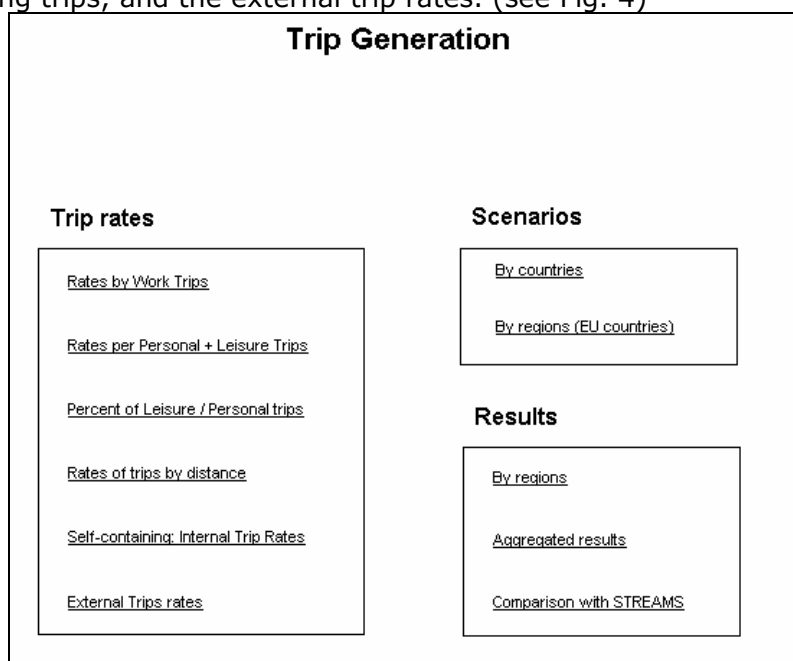 ng trips, and the external trip rates. (see Fig. 4)
Trip Generation
Trip rates
Rates by Work Trips
Rates per Personal + Leisure Trips
Percent of Leisure / Personal trips
Rates of trips by distance
Self-containing: Internal Trip Rates
External Trips rates
Scenarios
By countries
By regions (EU countries)
Results
By regions
Aggregated results
Comparison with STREAMS